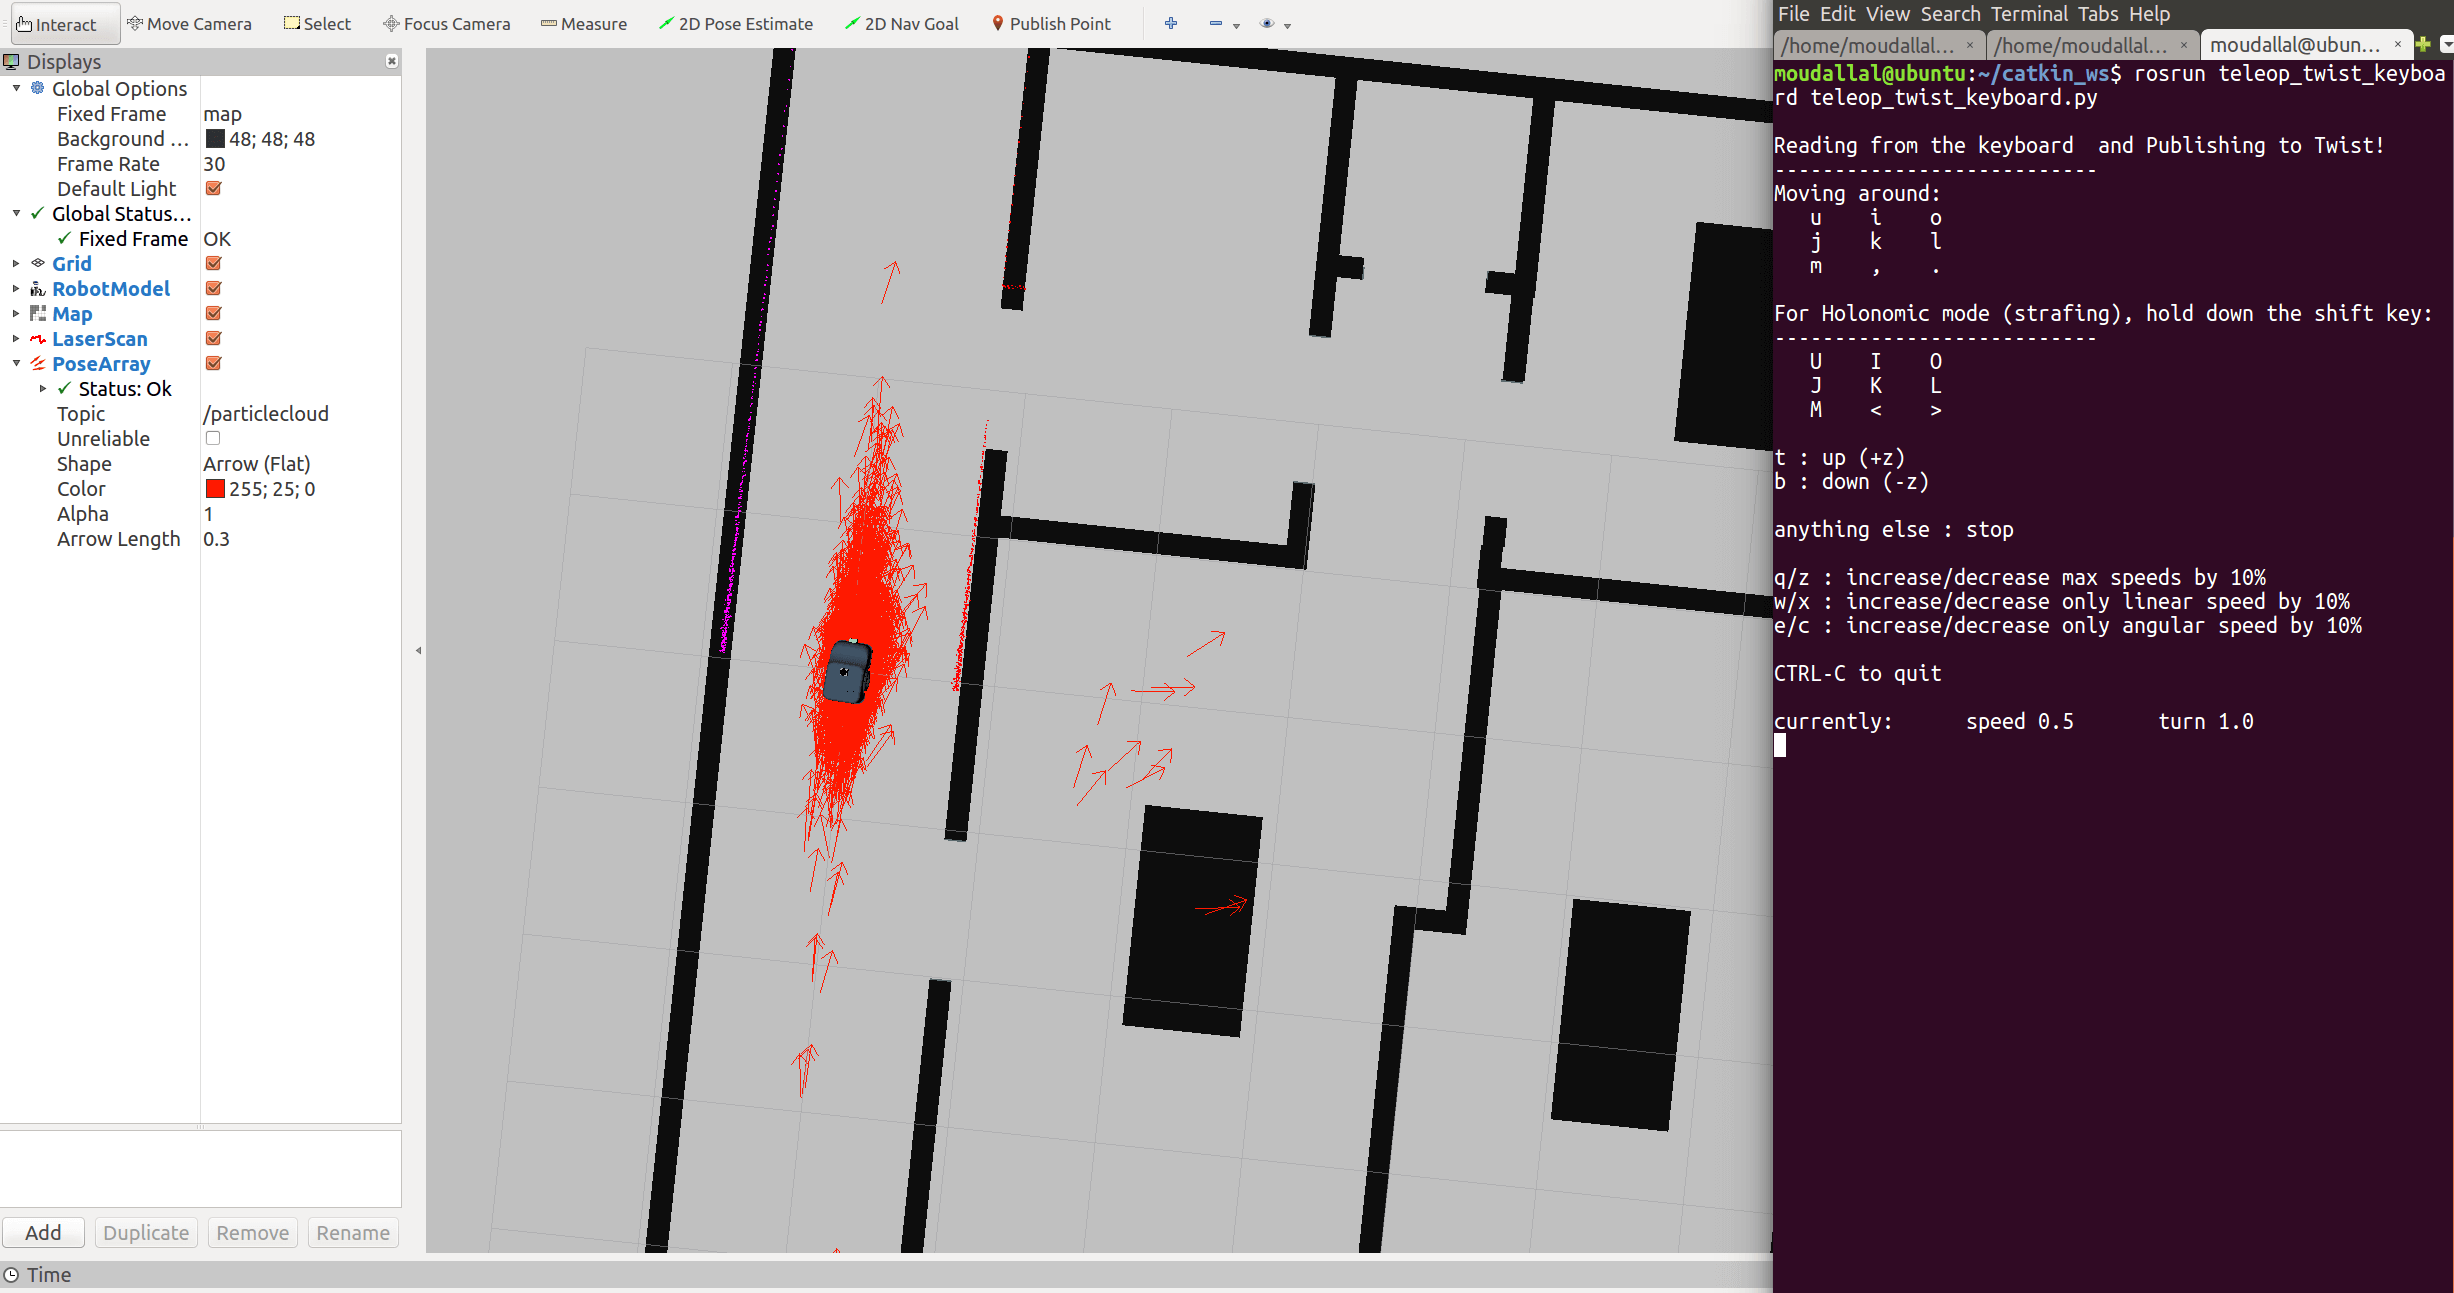 Interact Move Camera Select Focus Camera Measure 2D Pose Estimate 2D Nav Goal Publish Point
Displays
Global Options
Fixed Frame map
Background ... 48; 48; 48
Frame Rate 30
Default Light
Global Status...
Fixed Frame OK
Grid
RobotModel
Map
LaserScan
PoseArray
Status: Ok
Topic /particlecloud
Unreliable
Shape Arrow (Flat)
Color 255; 25; 0
Alpha 1
Arrow Length 0.3
Add Duplicate Remove Rename
Time
File Edit View Search Terminal Tabs Help
/home/moudallal... × /home/moudallal... × moudallal@ubun... ×
moudallal@ubuntu:~/catkin_ws$ rosrun teleop_twist_keyboa
rd teleop_twist_keyboard.py
Reading from the keyboard  and Publishing to Twist!
---------------------------
Moving around:
u i o
j k l
m , .
For Holonomic mode (strafing), hold down the shift key:
---------------------------
U I O
J K L
M < >
t : up (+z)
b : down (-z)
anything else : stop
q/z : increase/decrease max speeds by 10%
w/x : increase/decrease only linear speed by 10%
e/c : increase/decrease only angular speed by 10%
CTRL-C to quit
currently: speed 0.5 turn 1.0